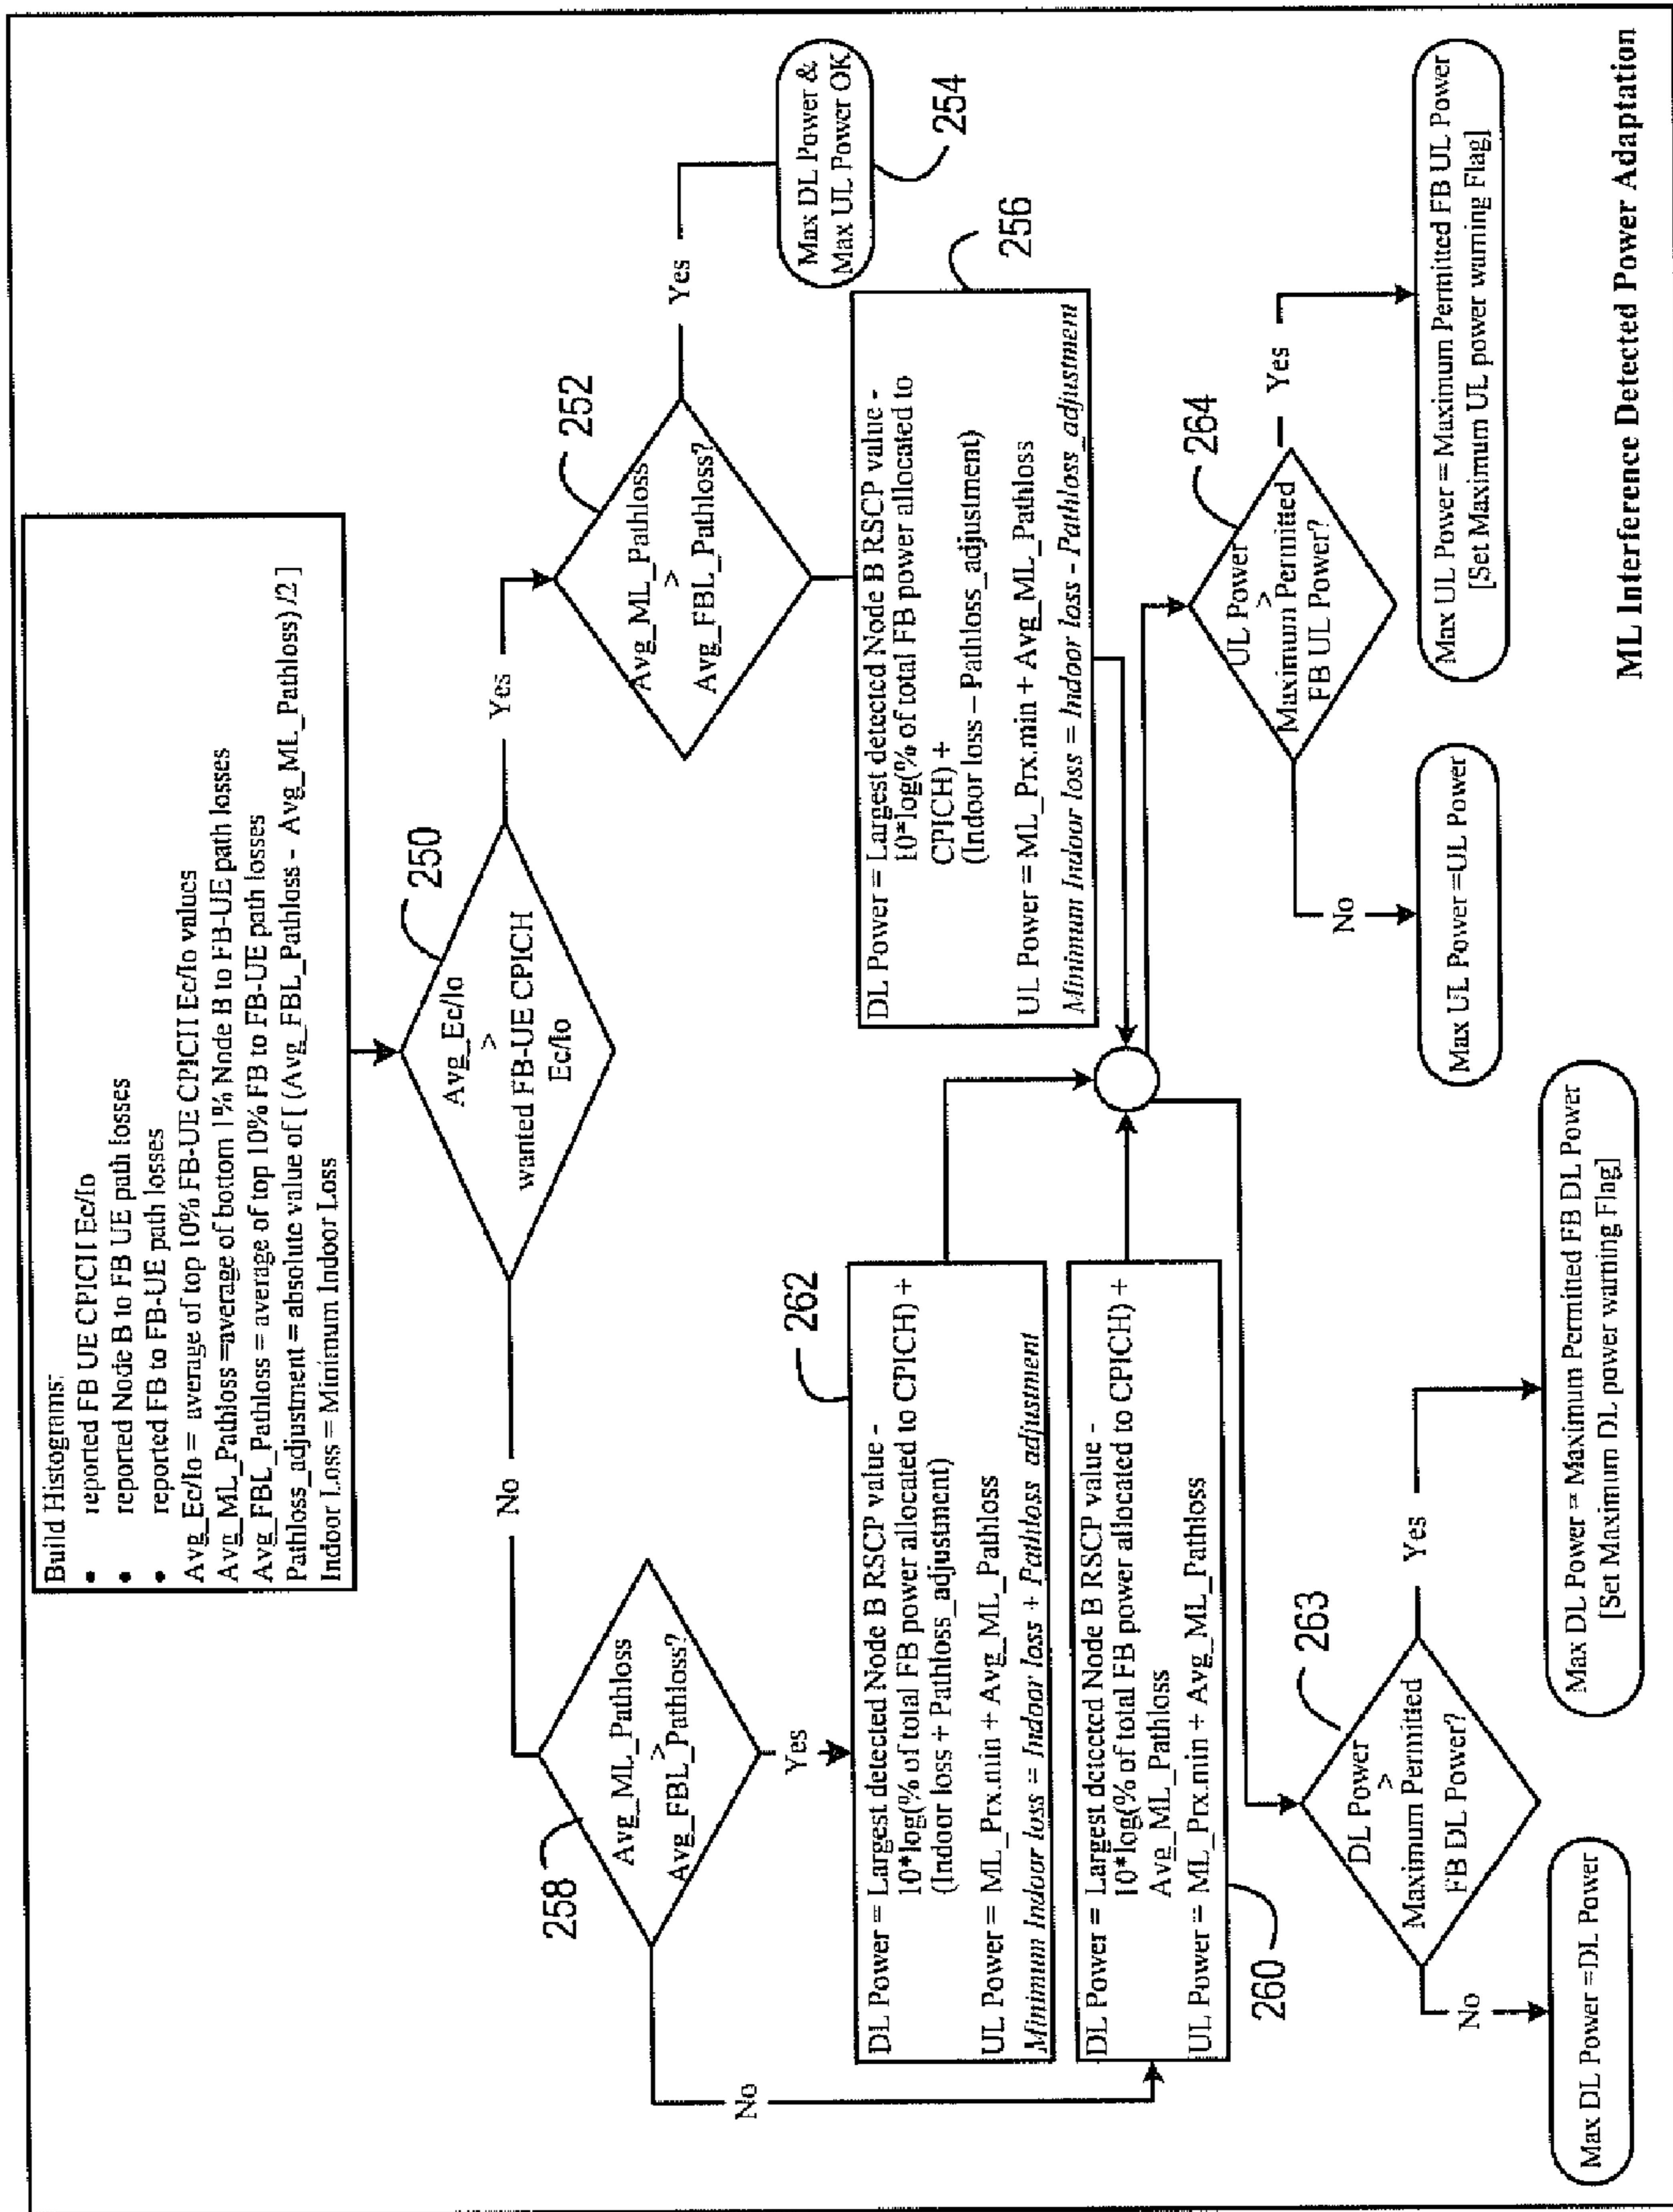 Build Histograms:
• reported FB UE CPICH Ec/Io
• reported Node B to FB UE path losses
• reported FB to FB-UE path losses
Avg_Ec/Io = average of top 10% FB-UE CPICH Ec/Io values
Avg_ML_Pathloss =average of bottom 1% Node B to FB-UE path losses
Avg_FBL_Pathloss = average of top 10% FB to FB-UE path losses
Pathloss_adjustment = absolute value of [ (Avg_FBL_Pathloss - Avg_ML_Pathloss)/2 ]
Indoor Loss = Minimum Indoor Loss
250
Avg_Ec/Io
>
wanted FB-UE CPICH
Ec/Io
No
Yes
258
Avg_ML_Pathloss
>
Avg_FBL_Pathloss?
Yes
No
252
Avg_ML_Pathloss
>
Avg_FBL_Pathloss?
Yes
Max DL Power &
Max UL Power OK
254
262
DL Power = Largest detected Node B RSCP value -
10*log(% of total FB power allocated to CPICH) +
(Indoor loss + Pathloss_adjustment)
UL Power = ML_Prx.min + Avg_ML_Pathloss
Minimum Indoor loss = Indoor loss + Pathloss_adjustment
256
DL Power = Largest detected Node B RSCP value -
10*log(% of total FB power allocated to
CPICH) +
(Indoor loss – Pathloss_adjustment)
UL Power = ML_Prx.min + Avg_ML_Pathloss
Minimum Indoor loss = Indoor loss - Pathloss_adjustment
DL Power = Largest detected Node B RSCP value -
10*log(% of total FB power allocated to CPICH) +
Avg_ML_Pathloss
UL Power = ML_Prx.min + Avg_ML_Pathloss
260
263
DL Power
>
Maximum Permitted
FB DL Power?
No
Yes
Max DL Power =DL Power
Max DL Power = Maximum Permitted FB DL Power
[Set Maximum DL power warning Flag]
264
UL Power
>
Maximum Permitted
FB UL Power?
No
Yes
Max UL Power =UL Power
Max UL Power = Maximum Permitted FB UL Power
[Set Maximum UL power warning Flag]
ML Interference Detected Power Adaptation